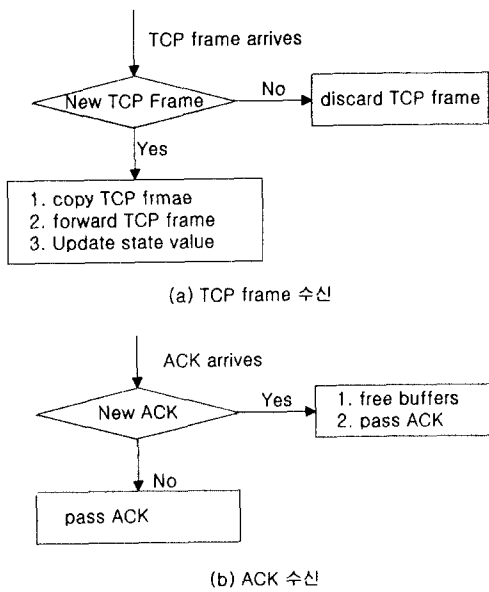 TCP frame arrives
New TCP Frame
No
discard TCP frame
Yes
1. copy TCP frmae
2. forward TCP frame
3. Update state value
(a) TCP frame 수신
ACK arrives
New ACK
Yes
1. free buffers
2. pass ACK
No
pass ACK
(b) ACK 수신